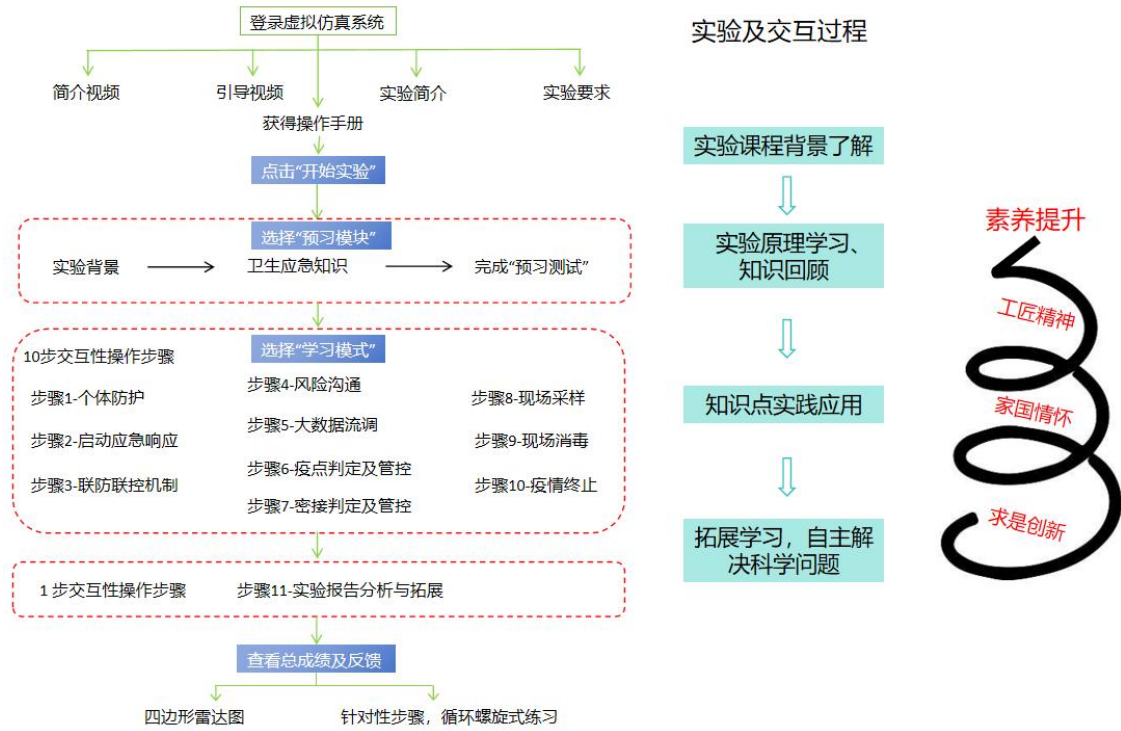 登录虚拟仿真系统
简介视频
引导视频
实验简介
实验要求
获得操作手册
点击“开始实验”
选择“预习模块”
实验背景
卫生应急知识
完成“预习测试”
选择“学习模式”
10步交互性操作步骤
步骤1-个体防护
步骤2-启动应急响应
步骤3-联防联控机制
步骤4-风险沟通
步骤5-大数据流调
步骤6-疫点判定及管控
步骤7-密接判定及管控
步骤8-现场采样
步骤9-现场消毒
步骤10-疫情终止
1 步交互性操作步骤
步骤11-实验报告分析与拓展
查看总成绩及反馈
四边形雷达图
针对性步骤，循环螺旋式练习
实验及交互过程
实验课程背景了解
实验原理学习、
知识回顾
知识点实践应用
拓展学习，自主解
决科学问题
素养提升
工匠精神
家国情怀
求是创新